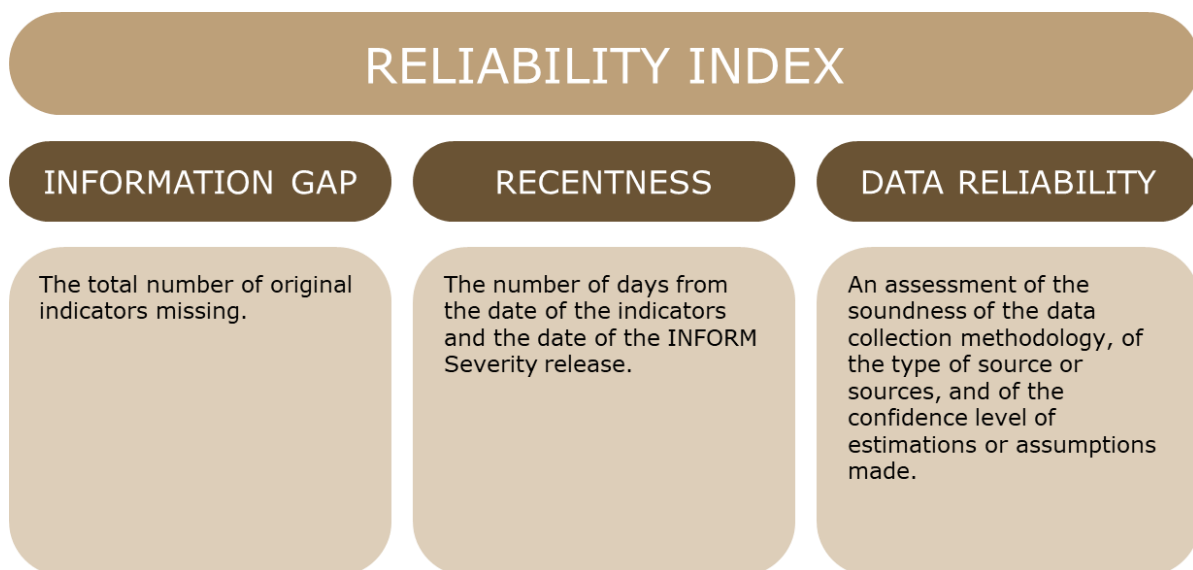 RELIABILITY INDEX
INFORMATION GAP
The total number of original
indicators missing.
RECENTNESS
The number of days from
the date of the indicators
and the date of the INFORM
Severity release.
DATA RELIABILITY
An assessment of the
soundness of the data
collection methodology, of
the type of source or
sources, and of the
confidence level of
estimations or assumptions
made.